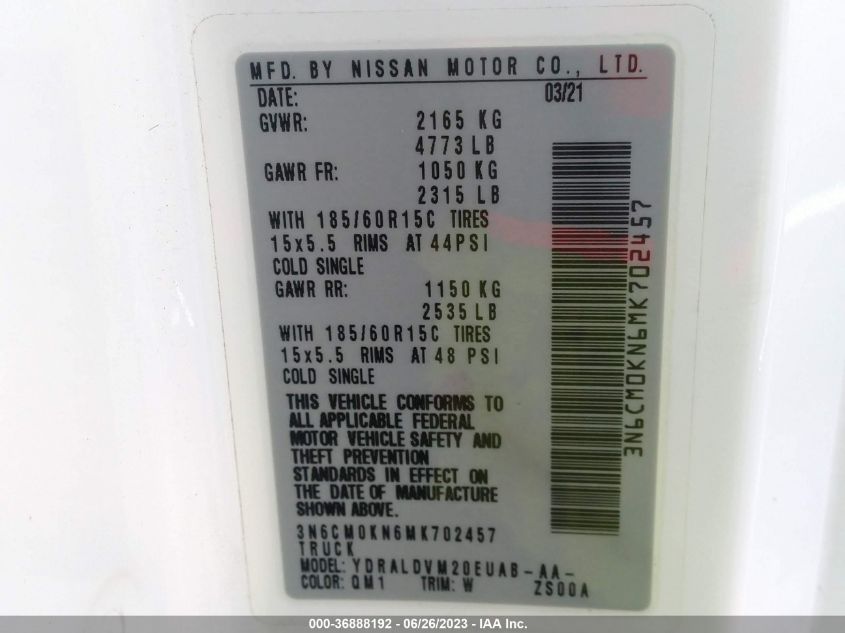 MFD. BY NISSAN MOTOR CO., LTD.
DATE: 03/21
GVWR: 2165 KG
4773 LB
GAWR FR: 1050 KG
2315 LB
WITH 185/60R15C TIRES
15x5.5 RIMS AT 44PSI
COLD SINGLE
GAWR RR: 1150 KG
2535 LB
WITH 185/60R15C TIRES
15x5.5 RIMS AT 48 PSI
COLD SINGLE
THIS VEHICLE CONFORMS TO
ALL APPLICABLE FEDERAL
MOTOR VEHICLE SAFETY AND
THEFT PREVENTION
STANDARDS IN EFFECT ON
THE DATE OF MANUFACTURE
SHOWN ABOVE.
3N6CM0KN6MK702457
TRUCK
MODEL: YDRALDVM20EUAB-AA-
COLOR: QM1 TRIM: W ZS00A
3N6CM0KN6MK702457
000-36888192 - 06/26/2023 - IAA Inc.